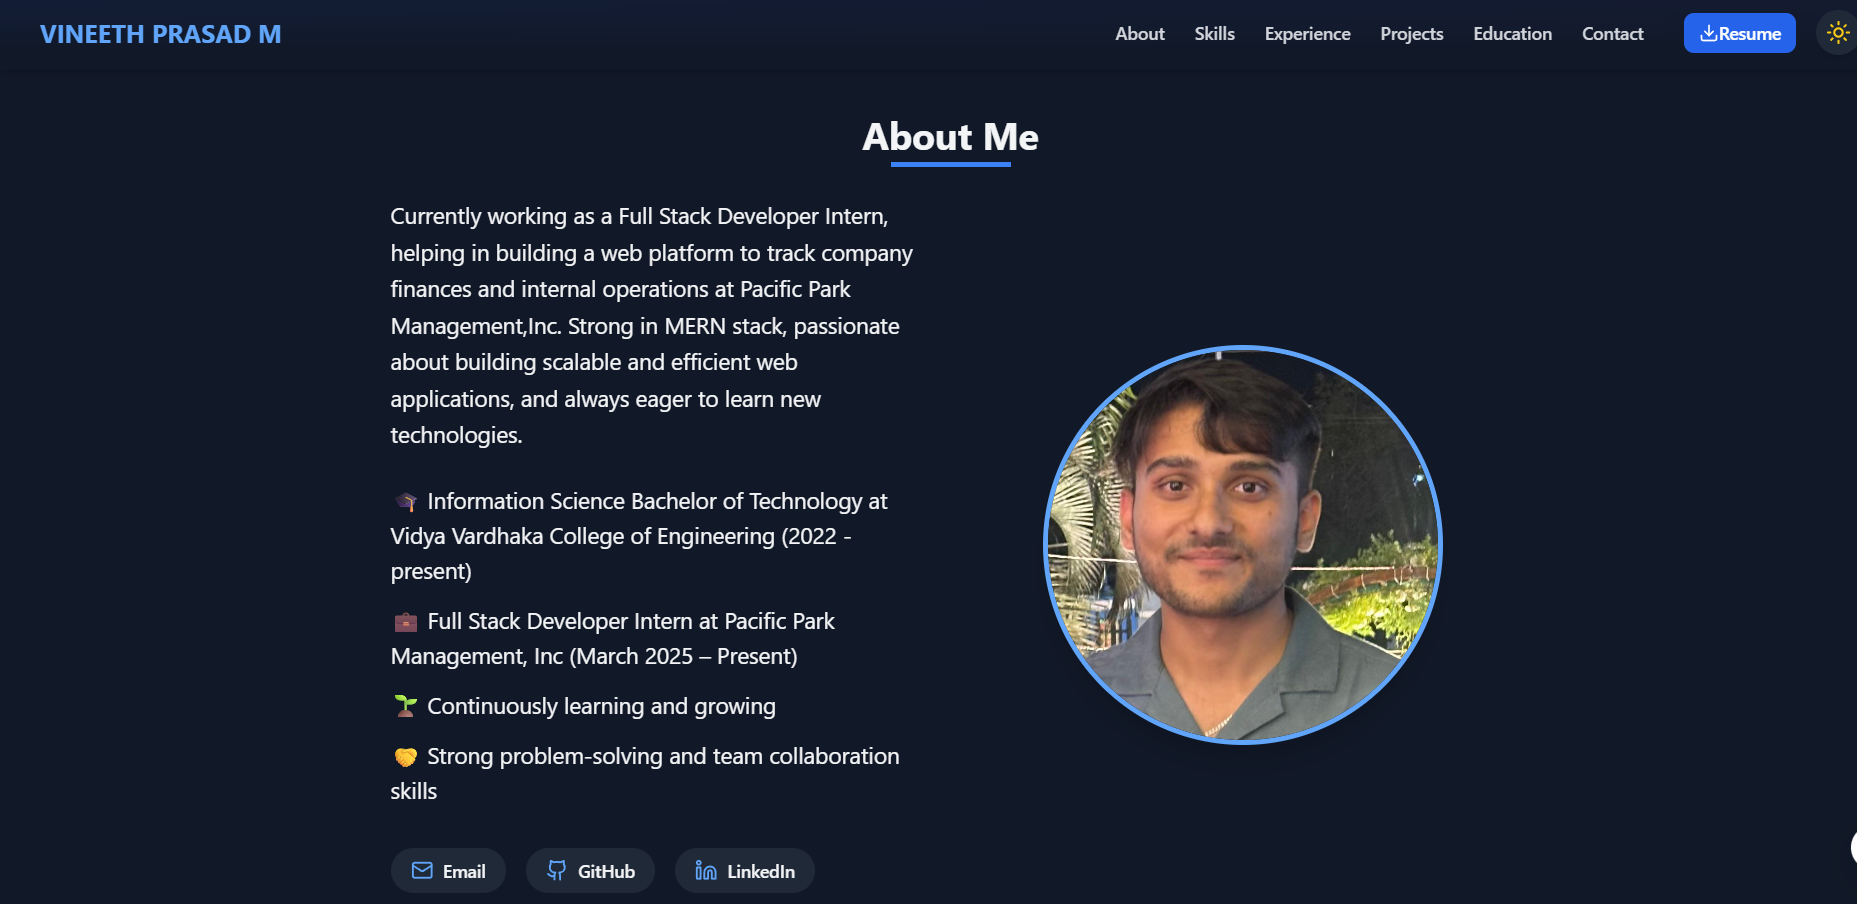 VINEETH PRASAD M
About
Skills
Experience
Projects
Education
Contact
Resume
About Me
Currently working as a Full Stack Developer Intern,
helping in building a web platform to track company
finances and internal operations at Pacific Park
Management,Inc. Strong in MERN stack, passionate
about building scalable and efficient web
applications, and always eager to learn new
technologies.
🎓 Information Science Bachelor of Technology at
Vidya Vardhaka College of Engineering (2022 -
present)
💼 Full Stack Developer Intern at Pacific Park
Management, Inc (March 2025 – Present)
🌱 Continuously learning and growing
🤝 Strong problem-solving and team collaboration
skills
Email
GitHub
LinkedIn